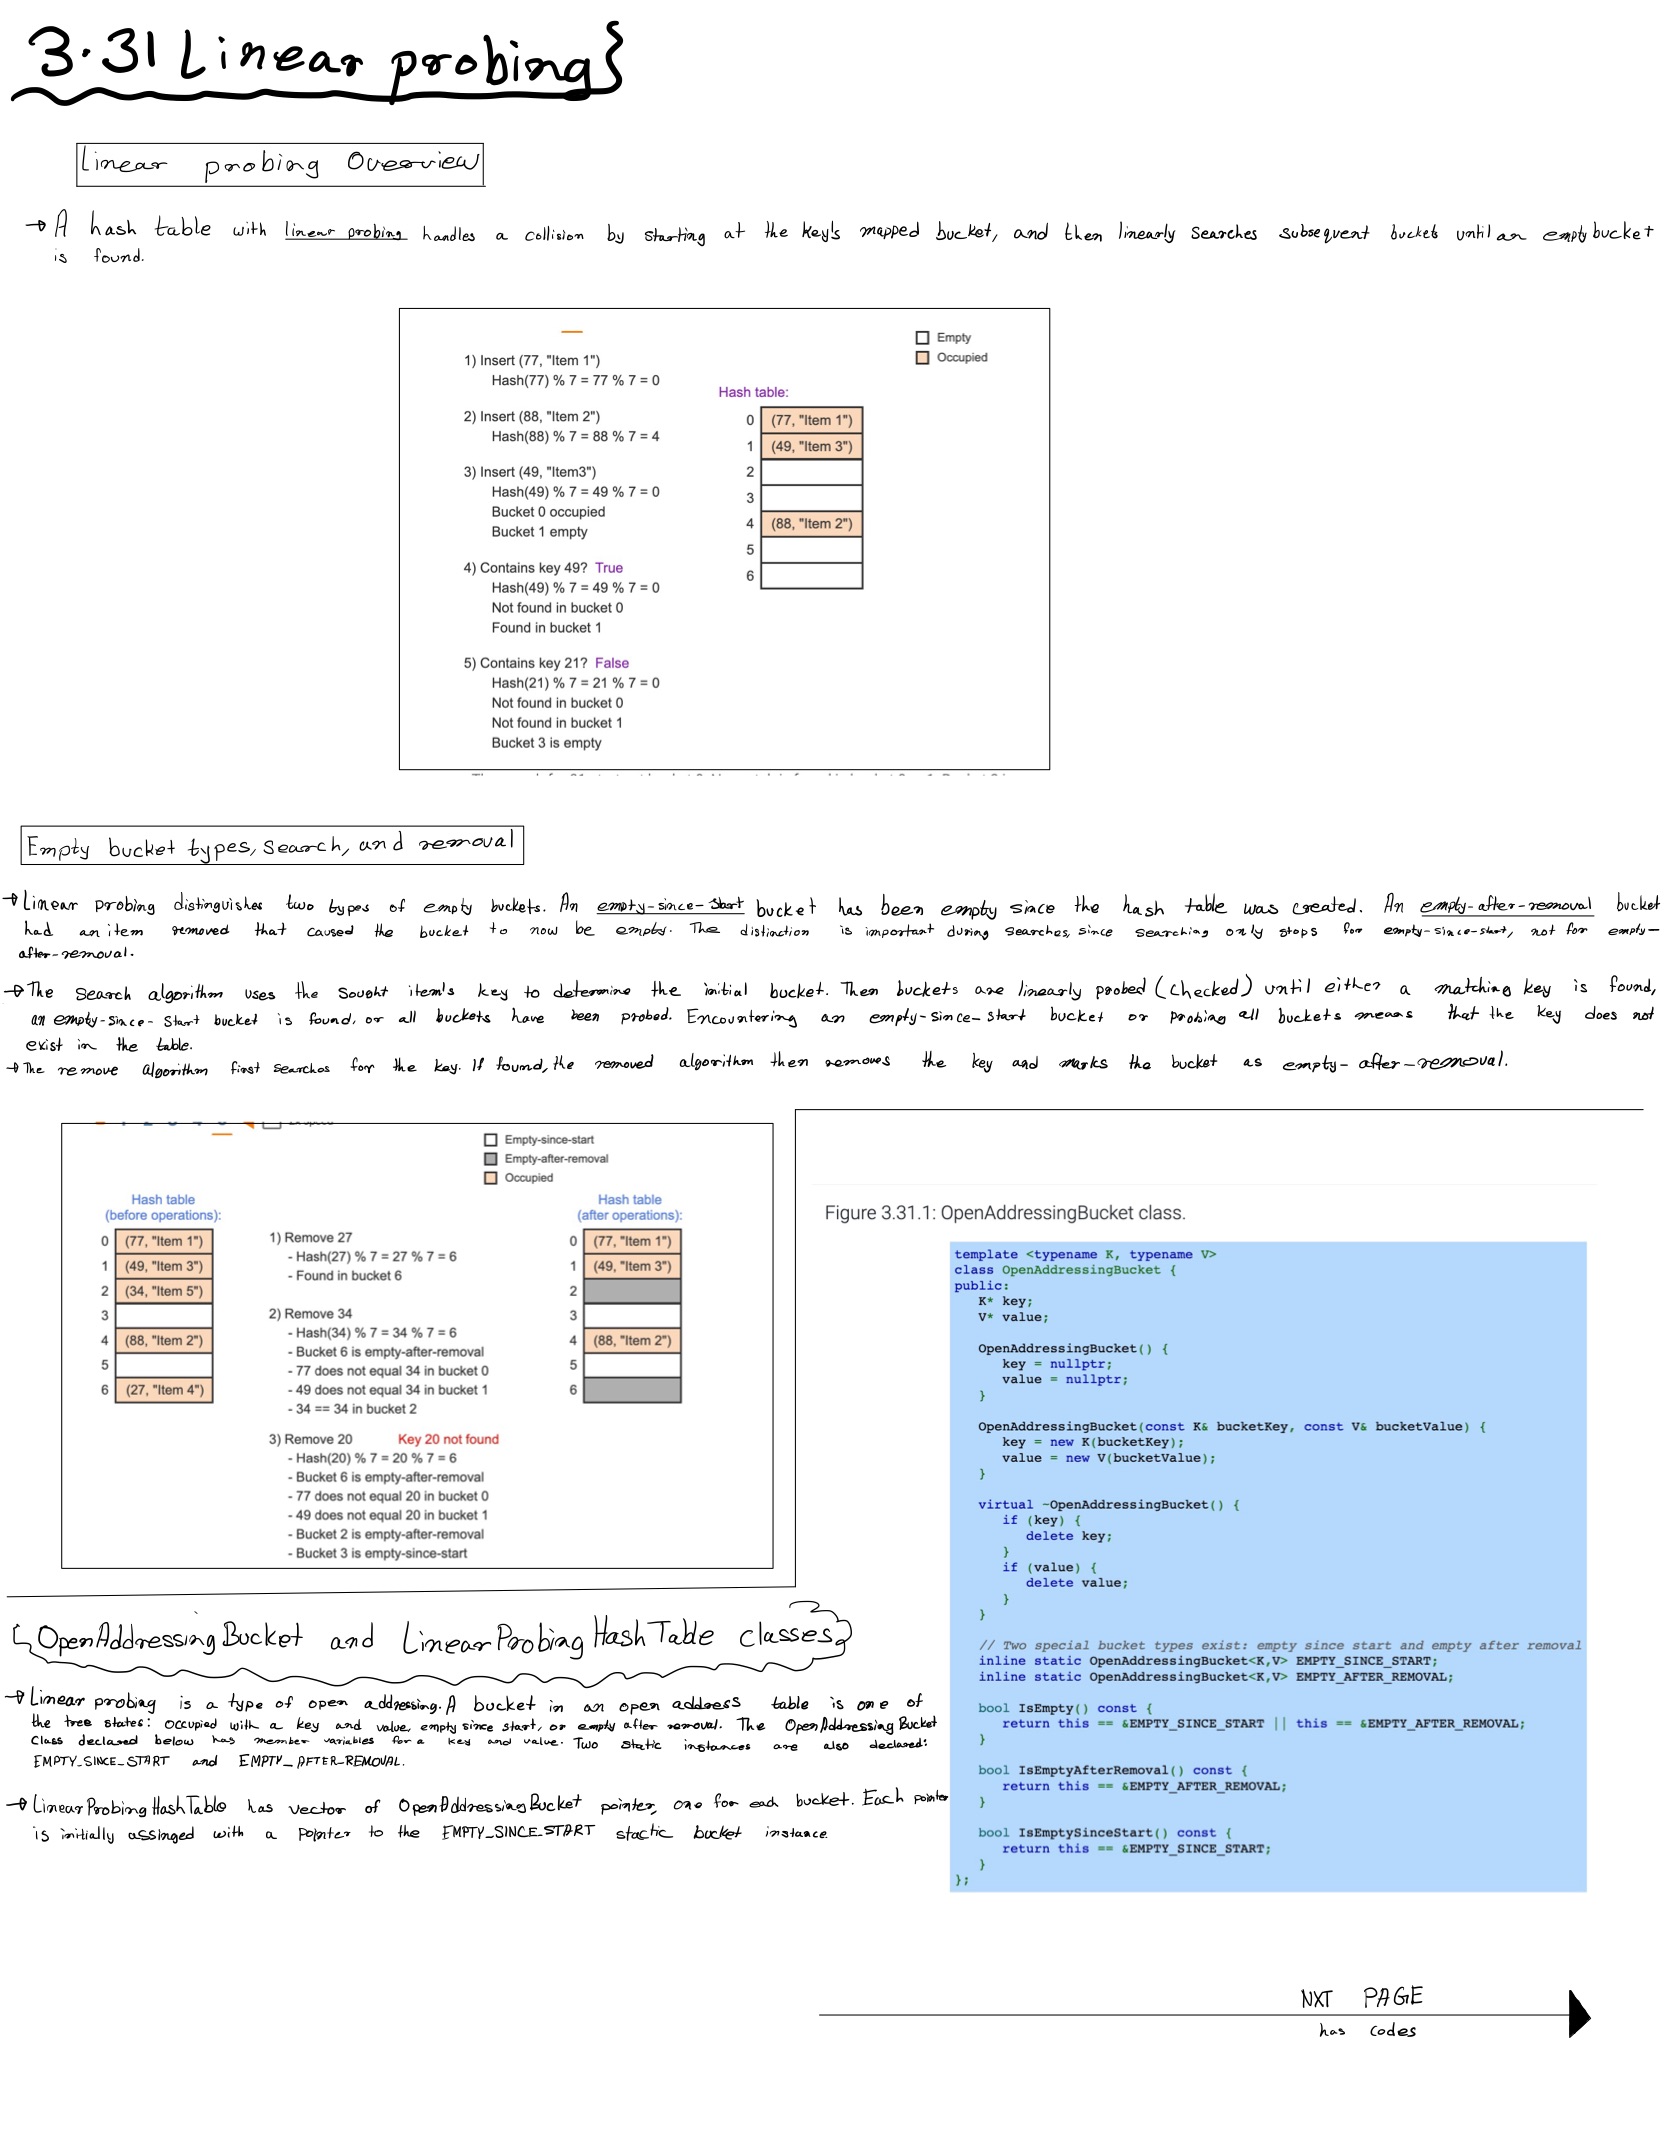 3.31 Linear probing}
Linear probing Overview
→ A hash table with linear probing handles a collision by starting at the key's mapped bucket, and then linearly searches subsequent buckets until an empty bucket
is found.
Empty
Occupied
1) Insert (77, "Item 1")
Hash(77) % 7 = 77 % 7 = 0
2) Insert (88, "Item 2")
Hash(88) % 7 = 88 % 7 = 4
3) Insert (49, "Item3")
Hash(49) % 7 = 49 % 7 = 0
Bucket 0 occupied
Bucket 1 empty
4) Contains key 49? True
Hash(49) % 7 = 49 % 7 = 0
Not found in bucket 0
Found in bucket 1
5) Contains key 21? False
Hash(21) % 7 = 21 % 7 = 0
Not found in bucket 0
Not found in bucket 1
Bucket 3 is empty
Hash table:
0 (77, "Item 1")
1 (49, "Item 3")
2
3
4 (88, "Item 2")
5
6
Empty bucket types, search, and removal
→ Linear probing distinguishes two types of empty buckets. An empty-since-start bucket has been empty since the hash table was created. An empty-after-removal bucket
had an item removed that caused the bucket to now be empty. The distinction is important during searches, since searching only stops for empty-since-start, not for empty-
after-removal.
→ The search algorithm uses the sought item's key to determine the initial bucket. Then buckets are linearly probed (checked) until either a matching key is found,
an empty-since-start bucket is found, or all buckets have been probed. Encountering an empty-since-start bucket or probing all buckets means that the key does not
exist in the table.
→ The remove algorithm first searches for the key. If found, the removed algorithm then removes the key and marks the bucket as empty-after-removal.
Empty-since-start
Empty-after-removal
Occupied
Hash table
(before operations):
0 (77, "Item 1")
1 (49, "Item 3")
2 (34, "Item 5")
3
4 (88, "Item 2")
5
6 (27, "Item 4")
1) Remove 27
- Hash(27) % 7 = 27 % 7 = 6
- Found in bucket 6
2) Remove 34
- Hash(34) % 7 = 34 % 7 = 6
- Bucket 6 is empty-after-removal
- 77 does not equal 34 in bucket 0
- 49 does not equal 34 in bucket 1
- 34 == 34 in bucket 2
3) Remove 20 Key 20 not found
- Hash(20) % 7 = 20 % 7 = 6
- Bucket 6 is empty-after-removal
- 77 does not equal 20 in bucket 0
- 49 does not equal 20 in bucket 1
- Bucket 2 is empty-after-removal
- Bucket 3 is empty-since-start
Hash table
(after operations):
0 (77, "Item 1")
1 (49, "Item 3")
2
3
4 (88, "Item 2")
5
6
Figure 3.31.1: OpenAddressingBucket class.
template <typename K, typename V>
class OpenAddressingBucket {
public:
K* key;
V* value;
OpenAddressingBucket() {
key = nullptr;
value = nullptr;
}
OpenAddressingBucket(const K& bucketKey, const V& bucketValue) {
key = new K(bucketKey);
value = new V(bucketValue);
}
virtual ~OpenAddressingBucket() {
if (key) {
delete key;
}
if (value) {
delete value;
}
}
// Two special bucket types exist: empty since start and empty after removal
inline static OpenAddressingBucket<K,V> EMPTY_SINCE_START;
inline static OpenAddressingBucket<K,V> EMPTY_AFTER_REMOVAL;
bool IsEmpty() const {
return this == &EMPTY_SINCE_START || this == &EMPTY_AFTER_REMOVAL;
}
bool IsEmptyAfterRemoval() const {
return this == &EMPTY_AFTER_REMOVAL;
}
bool IsEmptySinceStart() const {
return this == &EMPTY_SINCE_START;
}
};
OpenAddressingBucket and LinearProbingHashTable classes
→ Linear probing is a type of open addressing. A bucket in an open address table is one of
the tree states: occupied with a key and value, empty since start, or empty after removal. The OpenAddressingBucket
class declared below has member variables for a key and value. Two static instances are also declared:
EMPTY_SINCE_START and EMPTY_AFTER_REMOVAL.
→ LinearProbingHashTable has vector of OpenAddressingBucket pointer, one for each bucket. Each pointer
is initially assinged with a pointer to the EMPTY_SINCE_START stactic bucket instance.
NXT PAGE
has codes